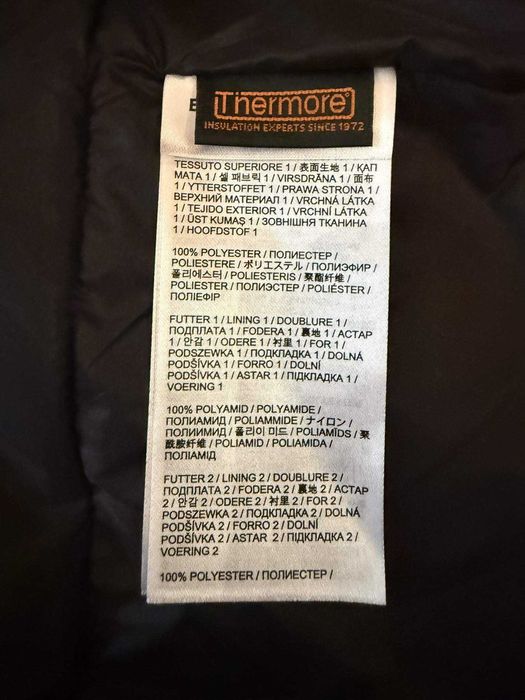 Thermore®
INSULATION EXPERTS SINCE 1972
TESSUTO SUPERIORE 1 / 表面生地 1 / ҚАП
МАТА 1 / 셸 패브릭 1 / VIRSDRĀNA 1 / 面布
1 / YTTERSTOFFET 1 / PRAWA STRONA 1 /
ВЕРХНИЙ МАТЕРИАЛ 1 / VRCHNÁ LÁTKA
1 / TEJIDO EXTERIOR 1 / VRCHNÍ LÁTKA
1 / ÜST KUMAŞ 1 / ЗОВНІШНЯ ТКАНИНА
1 / HOOFDSTOF 1
100% POLYESTER / ПОЛИЕСТЕР /
POLIESTERE / ポリエステル / ПОЛИЭФИР /
폴리에스터 / POLIESTERIS / 聚酯纤维 /
POLIESTER / ПОЛИЭСТЕР / POLIÉSTER /
ПОЛІЕФІР
FUTTER 1 / LINING 1 / DOUBLURE 1 /
ПОДПЛАТА 1 / FODERA 1 / 裏地 1 / АСТАР
1 / 안감 1 / ODERE 1 / 衬里 1 / FOR 1 /
PODSZEWKA 1 / ПОДКЛАДКА 1 / DOLNÁ
PODŠÍVKA 1 / FORRO 1 / DOLNÍ
PODŠÍVKA 1 / ASTAR 1 / ПІДКЛАДКА 1 /
VOERING 1
100% POLYAMID / POLYAMIDE /
ПОЛИАМИД / POLIAMMIDE / ナイロン /
ПОЛИИМИД / 폴리이미드 / POLIAMĪDS / 聚
酰胺纤维 / POLIAMID / POLIAMIDA /
ПОЛІАМІД
FUTTER 2 / LINING 2 / DOUBLURE 2 /
ПОДПЛАТА 2 / FODERA 2 / 裏地 2 / АСТАР
2 / 안감 2 / ODERE 2 / 衬里 2 / FOR 2 /
PODSZEWKA 2 / ПОДКЛАДКА 2 / DOLNÁ
PODŠÍVKA 2 / FORRO 2 / DOLNÍ
PODŠÍVKA 2 / ASTAR 2 / ПІДКЛАДКА 2 /
VOERING 2
100% POLYESTER / ПОЛИЕСТЕР /